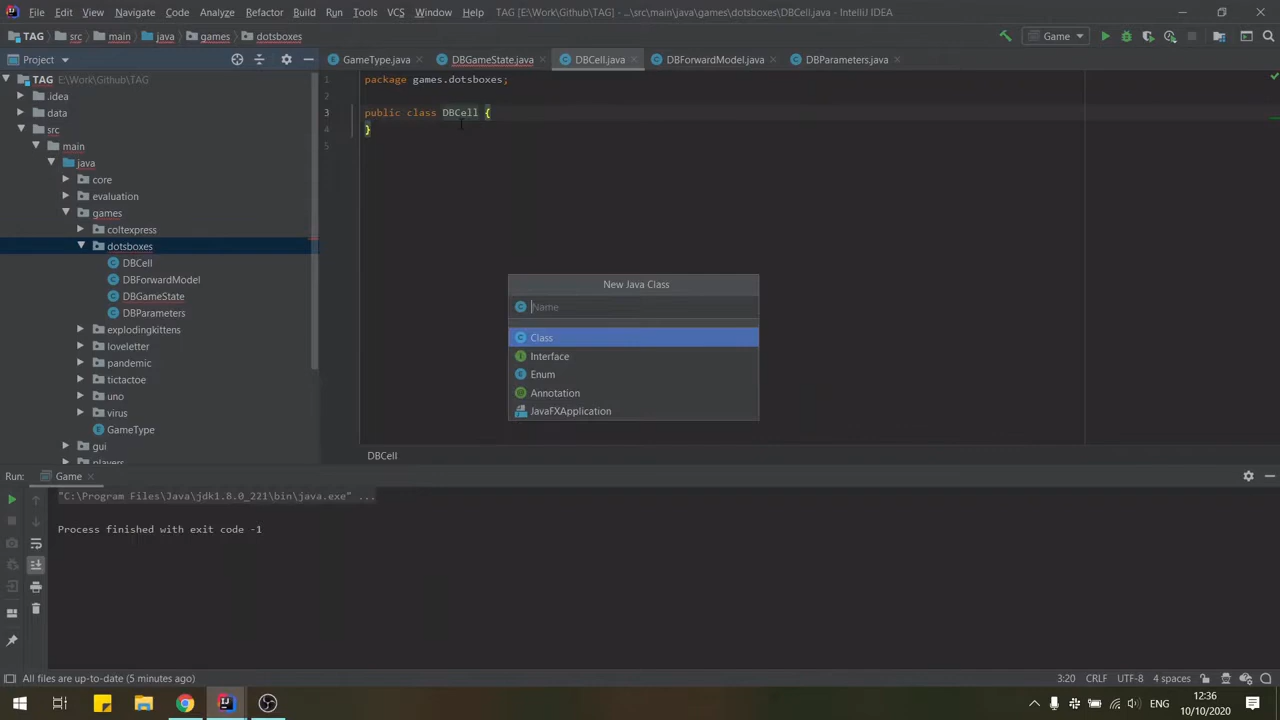 File Edit View Navigate Code Analyze Refactor Build Run Tools VCS Window Help TAG [E:\Work\Github\TAG] - ...\src\main\java\games\dotsboxes\DBCell.java - IntelliJ IDEA
TAG src main java games dotsboxes Game
Project
GameType.java DBGameState.java DBCell.java DBForwardModel.java DBParameters.java
TAG E:\Work\Github\TAG
.idea
data
src
main
java
core
evaluation
games
coltexpress
dotsboxes
DBCell
DBForwardModel
DBGameState
DBParameters
explodingkittens
loveletter
pandemic
tictactoe
uno
virus
GameType
gui
players
1 package games.dotsboxes;
2
3 public class DBCell {
4 }
5
New Java Class
Name
Class
Interface
Enum
Annotation
JavaFXApplication
DBCell
Run: Game
"C:\Program Files\Java\jdk1.8.0_221\bin\java.exe" ...
Process finished with exit code -1
All files are up-to-date (5 minutes ago) 3:20 CRLF UTF-8 4 spaces
ENG
12:36
10/10/2020